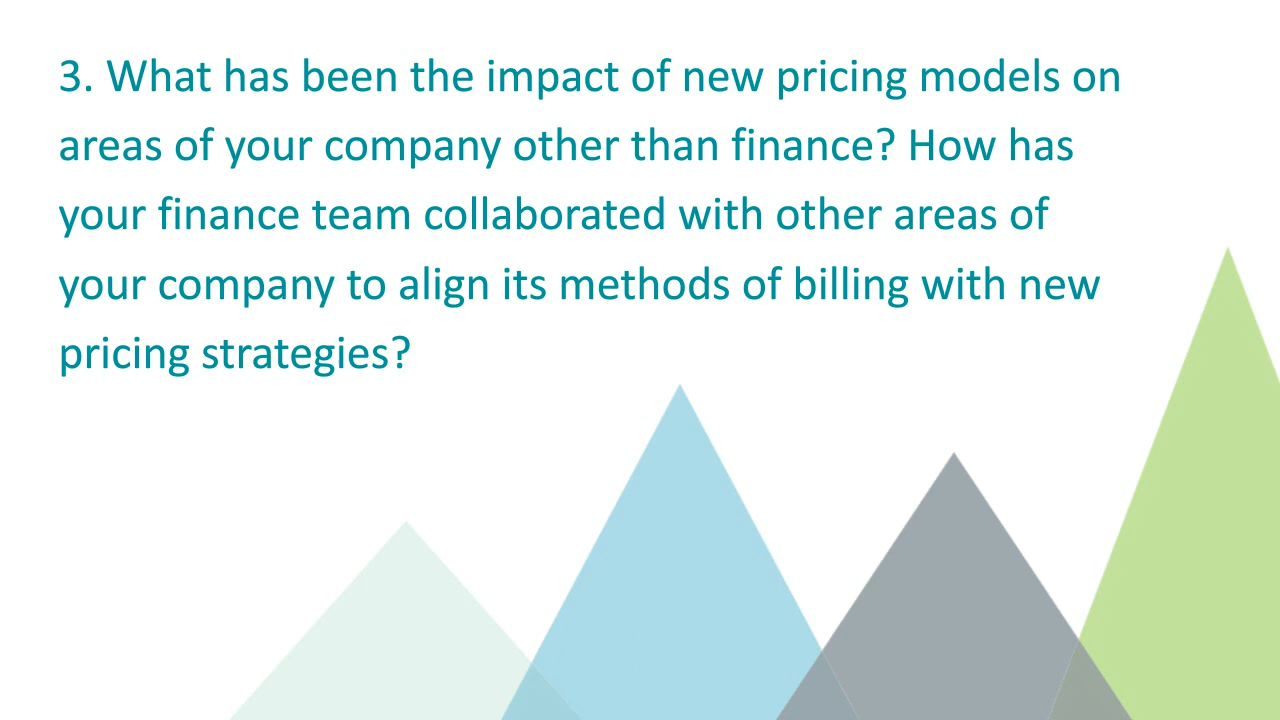 3. What has been the impact of new pricing models on
areas of your company other than finance? How has
your finance team collaborated with other areas of
your company to align its methods of billing with new
pricing strategies?